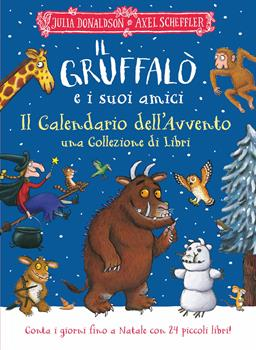 JULIA DONALDSON • AXEL SCHEFFLER
IL
GRUFFALÒ
e i suoi amici
Il Calendario dell'Avvento
una Collezione di Libri
Conta i giorni fino a Natale con 24 piccoli libri!